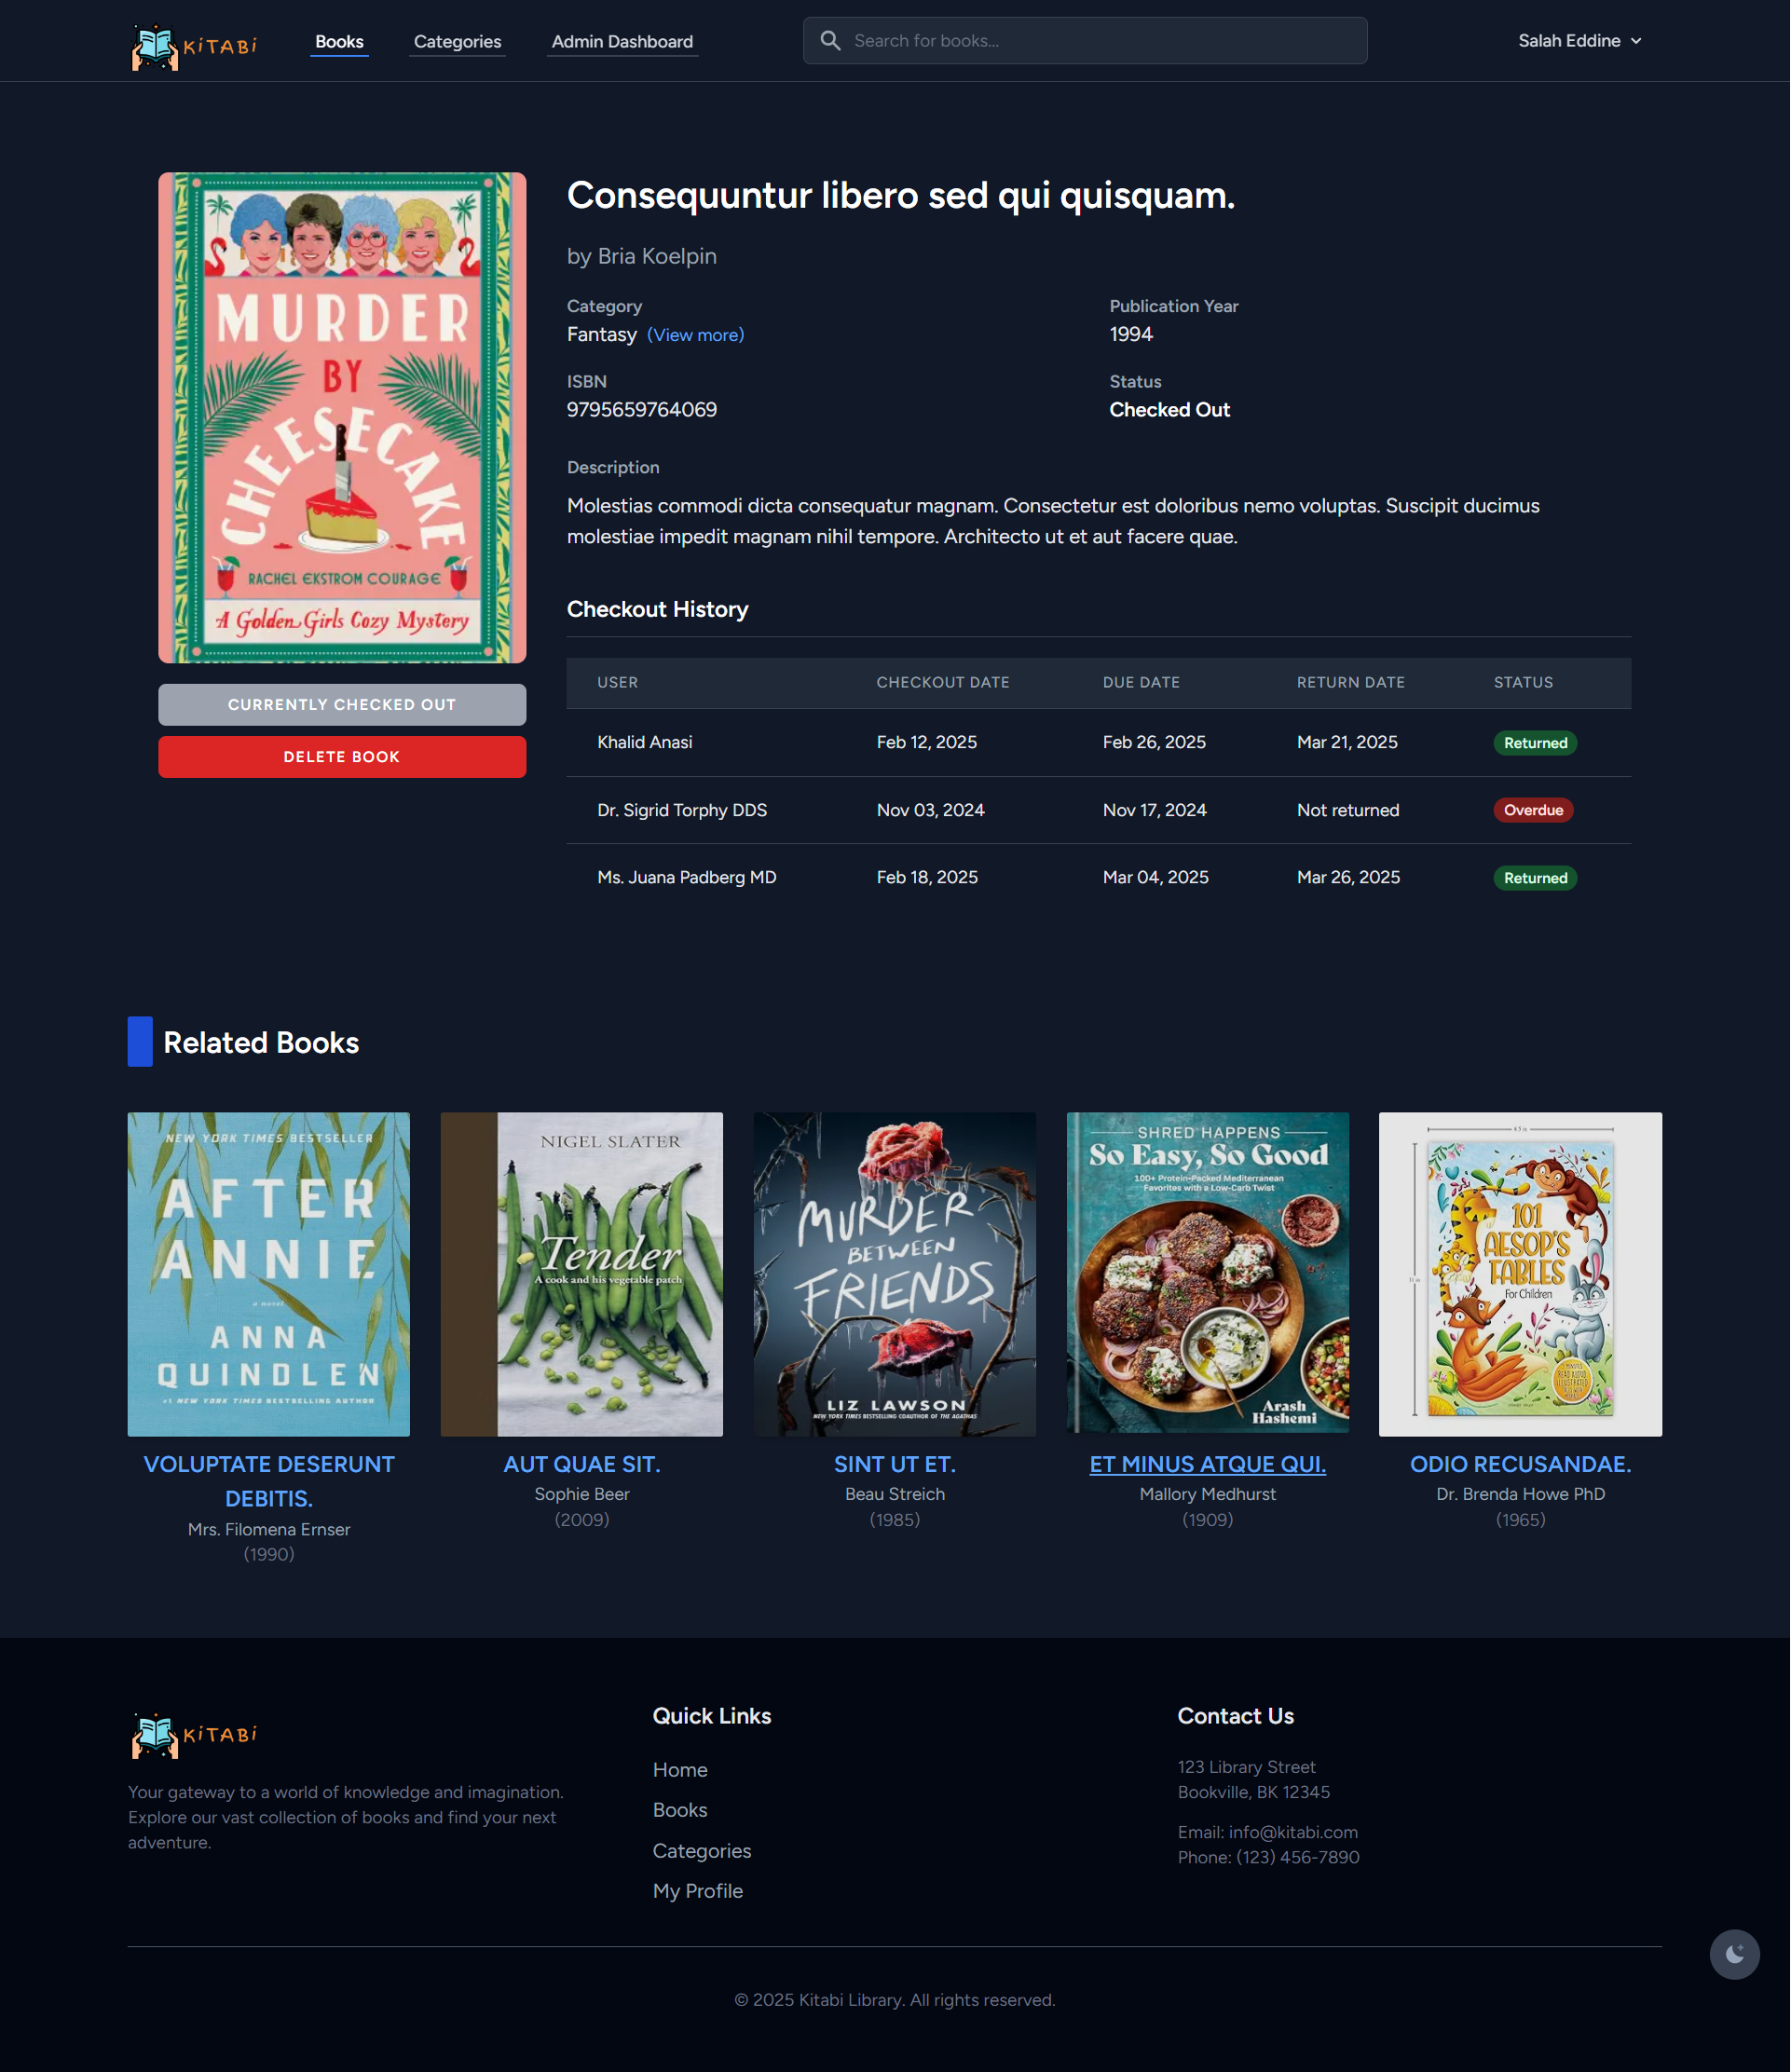 KiTABi
Books
Categories
Admin Dashboard
Search for books...
Salah Eddine
MURDER
BY
CHEESECAKE
RACHEL EKSTROM COURAGE
A Golden Girls Cozy Mystery
CURRENTLY CHECKED OUT
DELETE BOOK
Consequuntur libero sed qui quisquam.
by Bria Koelpin
Category
Fantasy (View more)
Publication Year
1994
ISBN
9795659764069
Status
Checked Out
Description
Molestias commodi dicta consequatur magnam. Consectetur est doloribus nemo voluptas. Suscipit ducimus
molestiae impedit magnam nihil tempore. Architecto ut et aut facere quae.
Checkout History
USER CHECKOUT DATE DUE DATE RETURN DATE STATUS
Khalid Anasi Feb 12, 2025 Feb 26, 2025 Mar 21, 2025 Returned
Dr. Sigrid Torphy DDS Nov 03, 2024 Nov 17, 2024 Not returned Overdue
Ms. Juana Padberg MD Feb 18, 2025 Mar 04, 2025 Mar 26, 2025 Returned
Related Books
NEW YORK TIMES BESTSELLER
AFTER
ANNIE
a novel
ANNA
QUINDLEN
#1 NEW YORK TIMES BESTSELLING AUTHOR
VOLUPTATE DESERUNT
DEBITIS.
Mrs. Filomena Ernser
(1990)
NIGEL SLATER
Tender
A cook and his vegetable patch
AUT QUAE SIT.
Sophie Beer
(2009)
MURDER
BETWEEN
FRIENDS
LIZ LAWSON
NEW YORK TIMES BESTSELLING COAUTHOR OF THE AGATHAS
SINT UT ET.
Beau Streich
(1985)
SHRED HAPPENS
So Easy, So Good
100+ Protein-Packed Mediterranean
Favorites with a Low-Carb Twist
Arash
Hashemi
ET MINUS ATQUE QUI.
Mallory Medhurst
(1909)
8.5 in
11 in
101
AESOP'S
FABLES
For Children
ODIO RECUSANDAE.
Dr. Brenda Howe PhD
(1965)
KiTABi
Your gateway to a world of knowledge and imagination.
Explore our vast collection of books and find your next
adventure.
Quick Links
Home
Books
Categories
My Profile
Contact Us
123 Library Street
Bookville, BK 12345
Email: info@kitabi.com
Phone: (123) 456-7890
© 2025 Kitabi Library. All rights reserved.